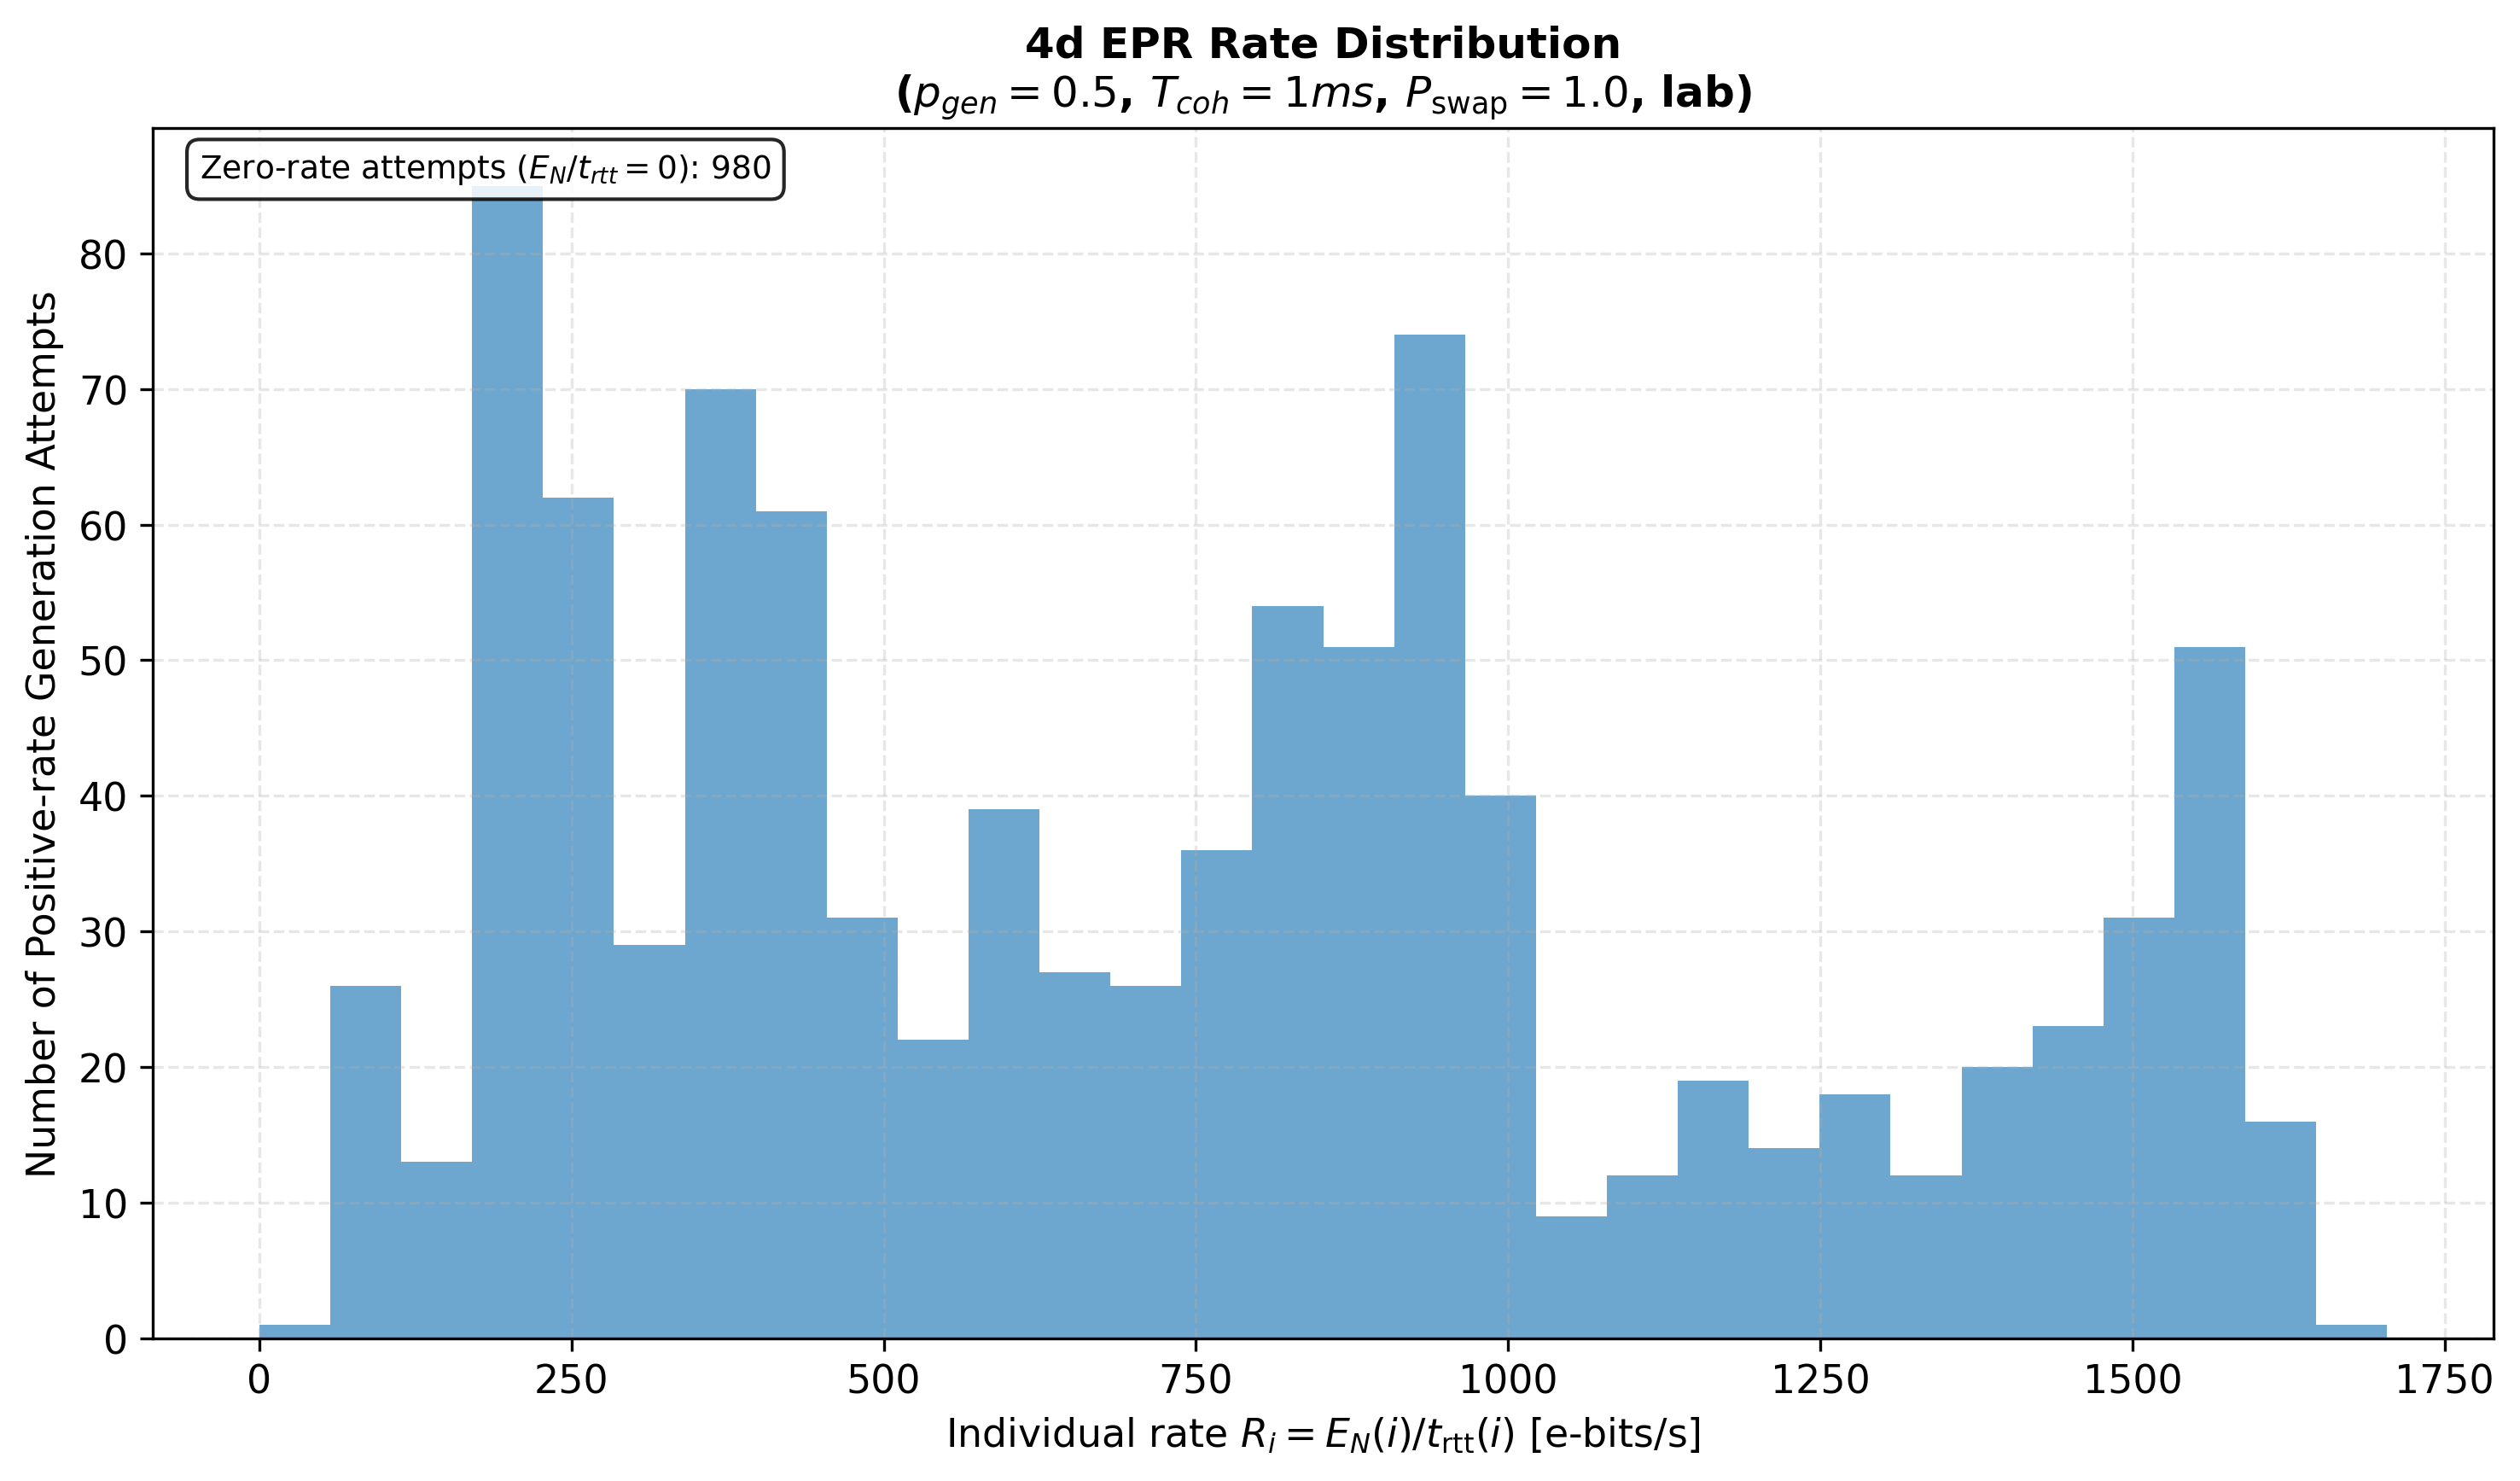 4d EPR Rate Distribution
(p_gen = 0.5, T_coh = 1ms, P_swap = 1.0, lab)
Zero-rate attempts (E_N/t_rtt = 0): 980
Number of Positive-rate Generation Attempts
80
70
60
50
40
30
20
10
0
0 250 500 750 1000 1250 1500 1750
Individual rate R_i = E_N(i)/t_rtt(i) [e-bits/s]